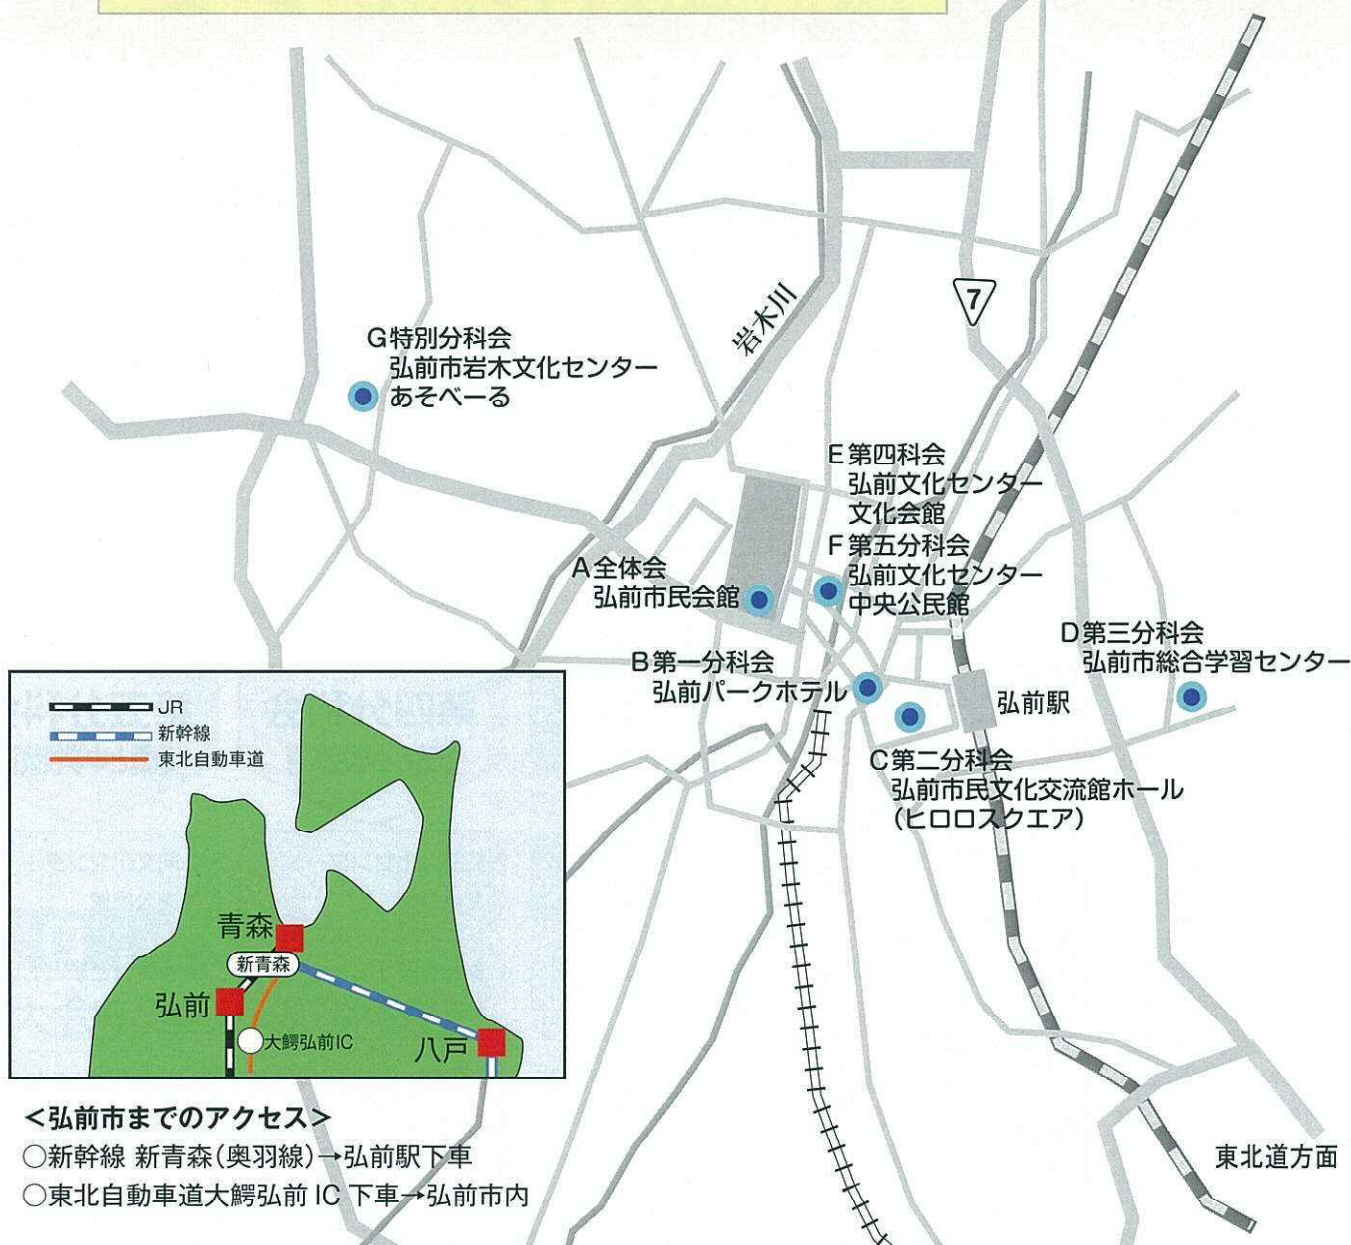 7
岩木川
G特別分科会
弘前市岩木文化センター
あそべーる
E第四科会
弘前文化センター
文化会館
F第五分科会
弘前文化センター
中央公民館
A全体会
弘前市民会館
D第三分科会
弘前市総合学習センター
B第一分科会
弘前パークホテル
弘前駅
C第二分科会
弘前市民文化交流館ホール
(ヒロロスクエア)
JR
新幹線
東北自動車道
青森
新青森
弘前
大鰐弘前IC
八戸
<弘前市までのアクセス>
○新幹線 新青森(奥羽線)→弘前駅下車
○東北自動車道大鰐弘前 IC 下車→弘前市内
東北道方面